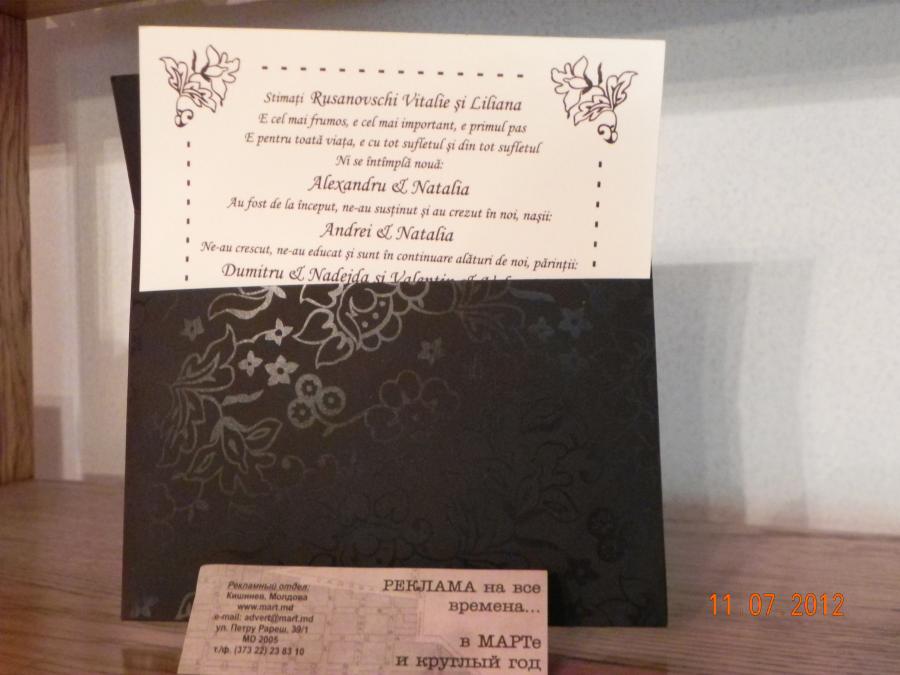 Stimați Rusanovschi Vitalie și Liliana
E cel mai frumos, e cel mai important, e primul pas
E pentru toată viața, e cu tot sufletul și din tot sufletul
Ni se întîmplă nouă:
Alexandru & Natalia
Au fost de la început, ne-au susținut și au crezut în noi, nașii:
Andrei & Natalia
Ne-au crescut, ne-au educat și sunt în continuare alături de noi, părinții:
Dumitru & Nadejda și Valentin &
Рекламный отдел:
Кишинев, Молдова
www.mart.md
e-mail: advert@mart.md
ул. Петру Рареш, 39/1
MD 2005
т./ф. (373 22) 23 83 10
РЕКЛАМА на все
времена...
в МАРТе
и круглый год
11 07 2012